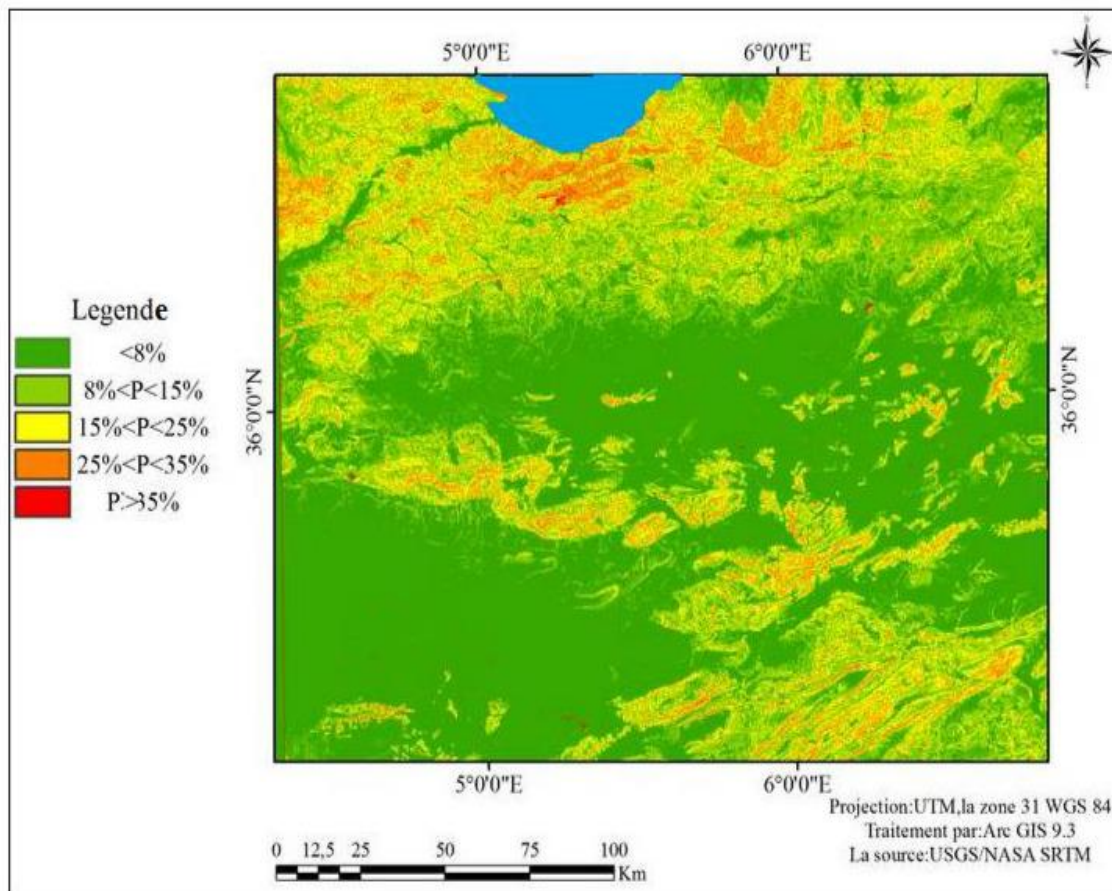 5°0'0"E
6°0'0"E
Legende
<8%
8%<P<15%
15%<P<25%
25%<P<35%
P>35%
36°0'0"N
36°0'0"N
5°0'0"E
6°0'0"E
Projection:UTM,la zone 31 WGS 84
Traitement par:Arc GIS 9.3
La source:USGS/NASA SRTM
0 12,5 25 50 75 100
Km